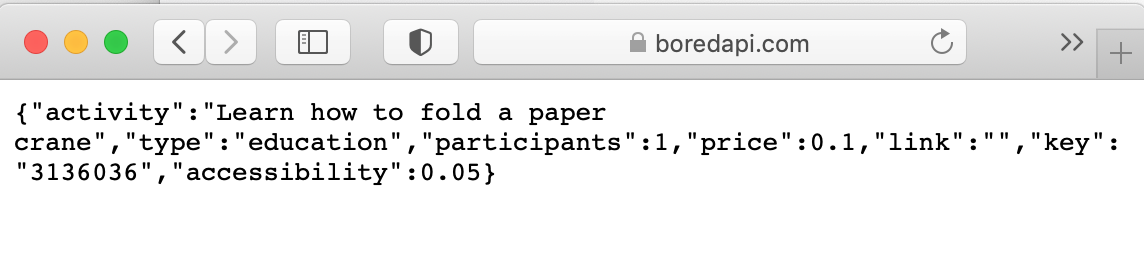 boredapi.com
{"activity":"Learn how to fold a paper
crane","type":"education","participants":1,"price":0.1,"link":"","key":
"3136036","accessibility":0.05}